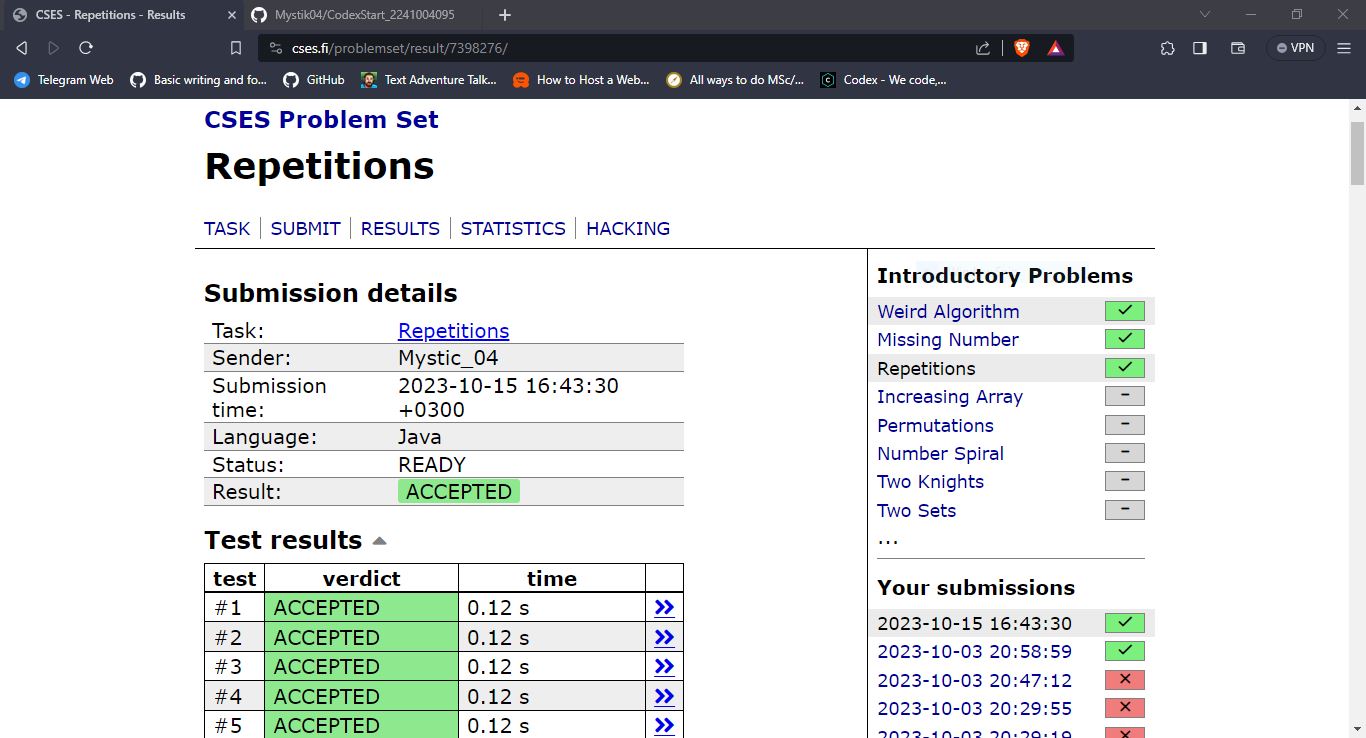 CSES - Repetitions - Results
Mystik04/CodexStart_2241004095
cses.fi/problemset/result/7398276/
VPN
Telegram Web
Basic writing and fo...
GitHub
Text Adventure Talk...
How to Host a Web...
All ways to do MSc/...
Codex - We code,...
CSES Problem Set
Repetitions
TASK | SUBMIT | RESULTS | STATISTICS | HACKING
Submission details
Task: Repetitions
Sender: Mystic_04
Submission time: 2023-10-15 16:43:30 +0300
Language: Java
Status: READY
Result: ACCEPTED
Test results
test verdict time
#1 ACCEPTED 0.12 s >>
#2 ACCEPTED 0.12 s >>
#3 ACCEPTED 0.12 s >>
#4 ACCEPTED 0.12 s >>
#5 ACCEPTED 0.12 s >>
Introductory Problems
Weird Algorithm ✓
Missing Number ✓
Repetitions ✓
Increasing Array –
Permutations –
Number Spiral –
Two Knights –
Two Sets –
...
Your submissions
2023-10-15 16:43:30 ✓
2023-10-03 20:58:59 ✓
2023-10-03 20:47:12 ✕
2023-10-03 20:29:55 ✕
2023-10-03 20:29:19 ✕